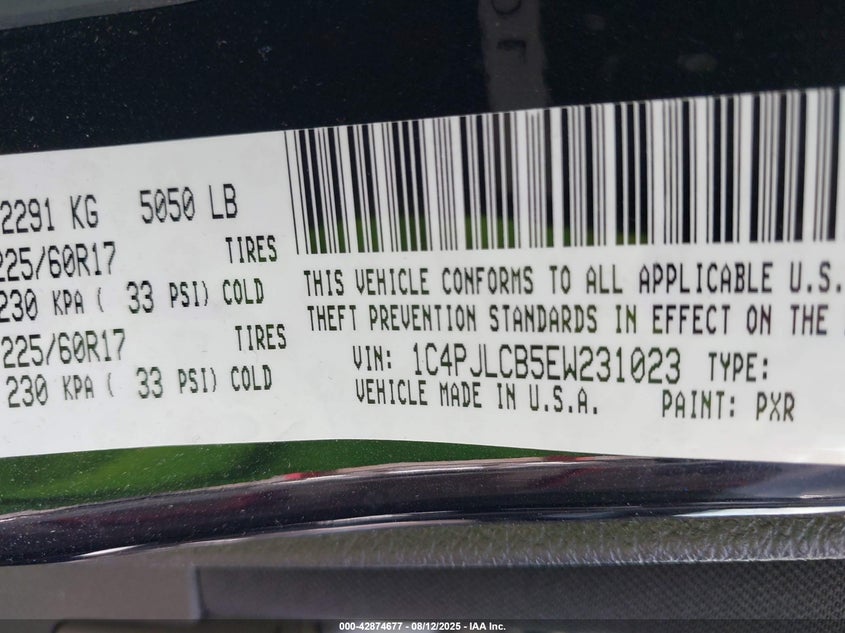 2291 KG 5050 LB
225/60R17 TIRES
230 KPA ( 33 PSI) COLD
225/60R17 TIRES
230 KPA ( 33 PSI) COLD
THIS VEHICLE CONFORMS TO ALL APPLICABLE U.S.
THEFT PREVENTION STANDARDS IN EFFECT ON THE
VIN: 1C4PJLCB5EW231023 TYPE:
VEHICLE MADE IN U.S.A. PAINT: PXR
000-42874677 - 08/12/2025 - IAA Inc.